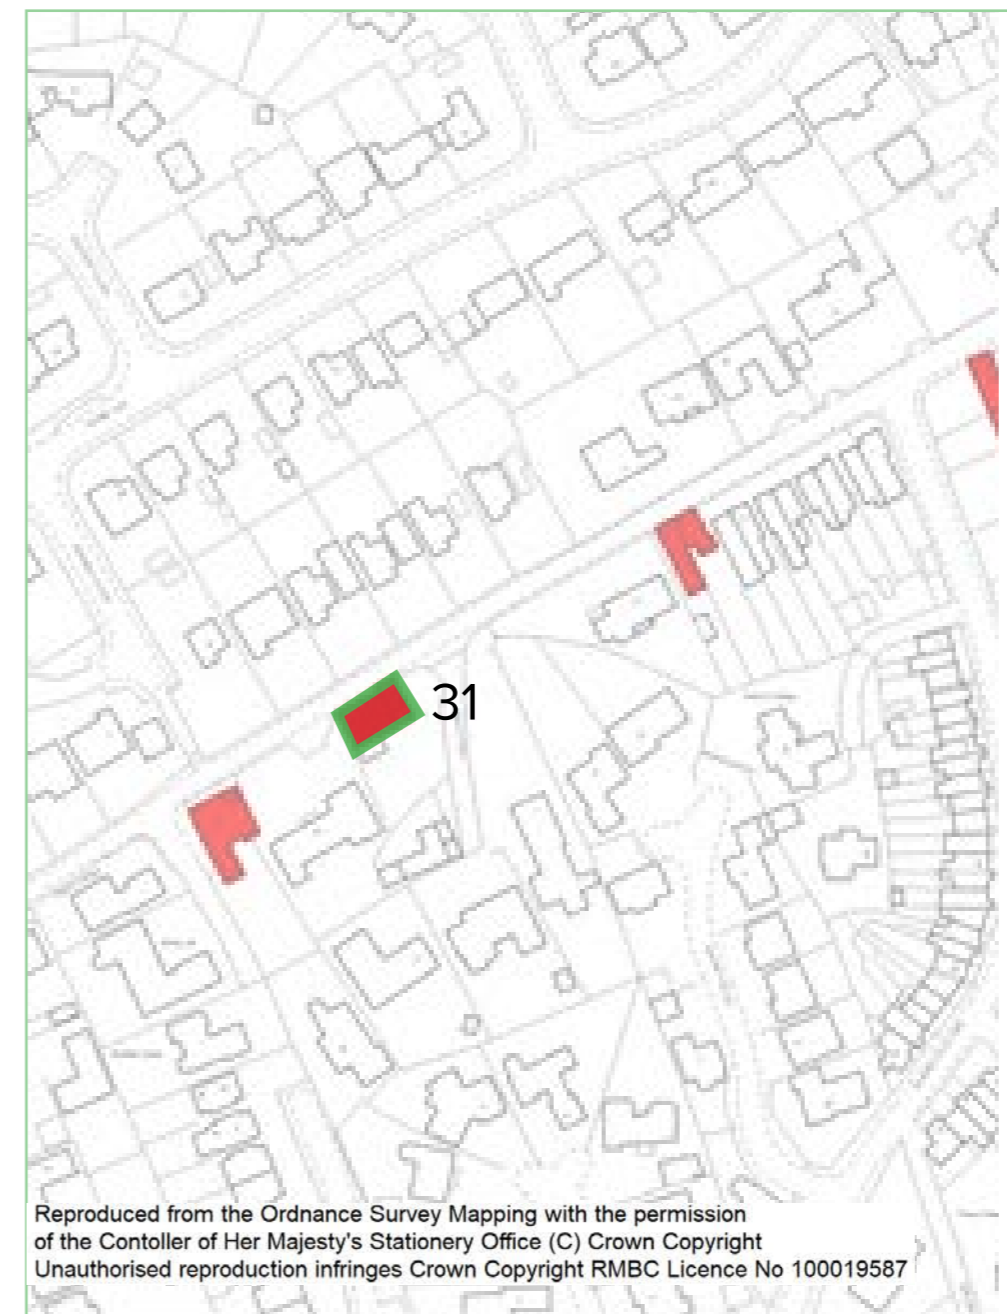 31
Reproduced from the Ordnance Survey Mapping with the permission
of the Contoller of Her Majesty's Stationery Office (C) Crown Copyright
Unauthorised reproduction infringes Crown Copyright RMBC Licence No 100019587